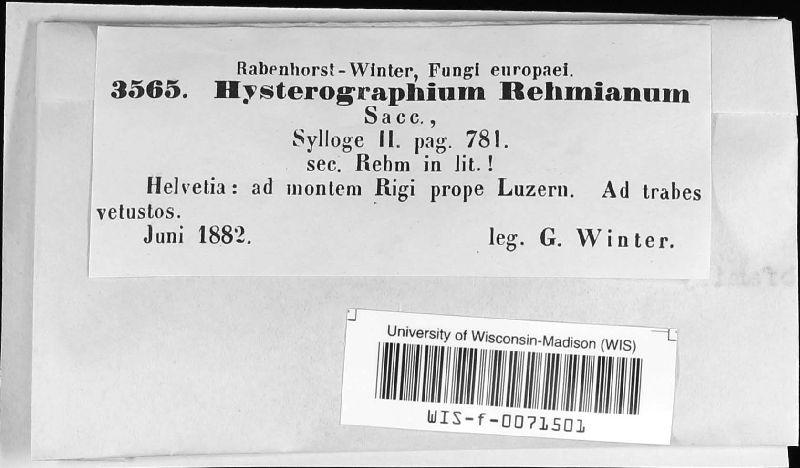 Rabenhorst-Winter, Fungi europaei.
3565. Hysterographium Rehmianum
Sacc.,
Sylloge II. pag. 781.
sec. Rehm in lit.!
Helvetia: ad montem Rigi prope Luzern. Ad trabes
vetustos.
Juni 1882. leg. G. Winter.
University of Wisconsin-Madison (WIS)
WIS-f-0071501